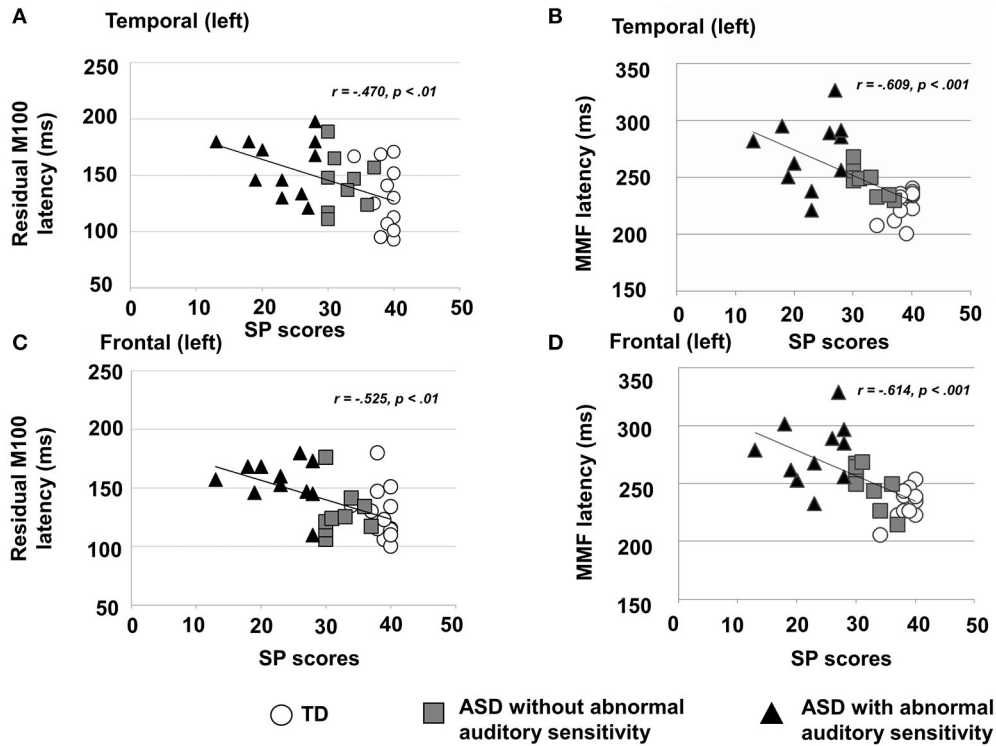 A
Temporal (left)
250
200
150
100
50
0
10
20
30
40
50
Residual M100
latency (ms)
SP scores
r = -.470, p < .01
B
Temporal (left)
350
300
250
200
150
0
10
20
30
40
50
MMF latency (ms)
SP scores
r = -.609, p < .001
C
Frontal (left)
250
200
150
100
50
0
10
20
30
40
50
Residual M100
latency (ms)
SP scores
r = -.525, p < .01
D
Frontal (left)
350
300
250
200
150
0
10
20
30
40
50
MMF latency (ms)
SP scores
r = -.614, p < .001
TD
ASD without abnormal
auditory sensitivity
ASD with abnormal
auditory sensitivity